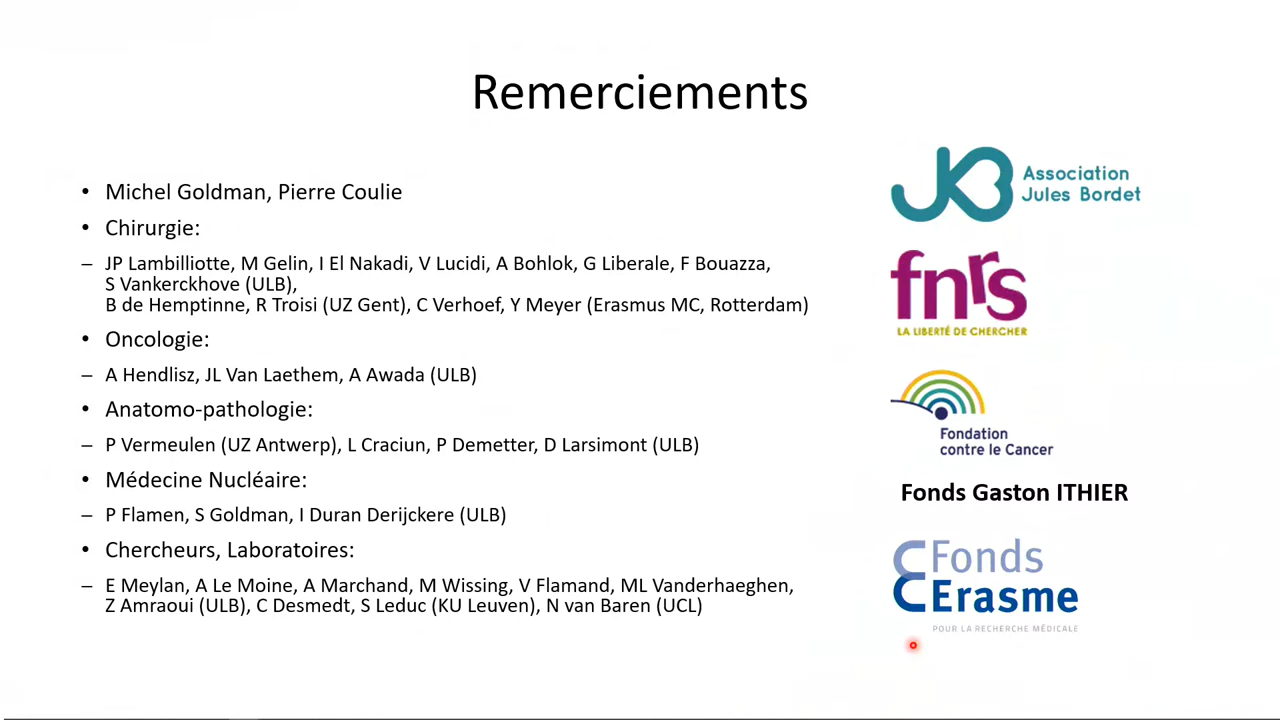 Remerciements
• Michel Goldman, Pierre Coulie
• Chirurgie:
– JP Lambilliotte, M Gelin, I El Nakadi, V Lucidi, A Bohlok, G Liberale, F Bouazza,
S Vankerckhove (ULB),
B de Hemptinne, R Troisi (UZ Gent), C Verhoef, Y Meyer (Erasmus MC, Rotterdam)
• Oncologie:
– A Hendlisz, JL Van Laethem, A Awada (ULB)
• Anatomo-pathologie:
– P Vermeulen (UZ Antwerp), L Craciun, P Demetter, D Larsimont (ULB)
• Médecine Nucléaire:
– P Flamen, S Goldman, I Duran Derijckere (ULB)
• Chercheurs, Laboratoires:
– E Meylan, A Le Moine, A Marchand, M Wissing, V Flamand, ML Vanderhaeghen,
Z Amraoui (ULB), C Desmedt, S Leduc (KU Leuven), N van Baren (UCL)
JKB
Association
Jules Bordet
fnrs
LA LIBERTÉ DE CHERCHER
Fondation
contre le Cancer
Fonds Gaston ITHIER
Fonds
Erasme
POUR LA RECHERCHE MÉDICALE